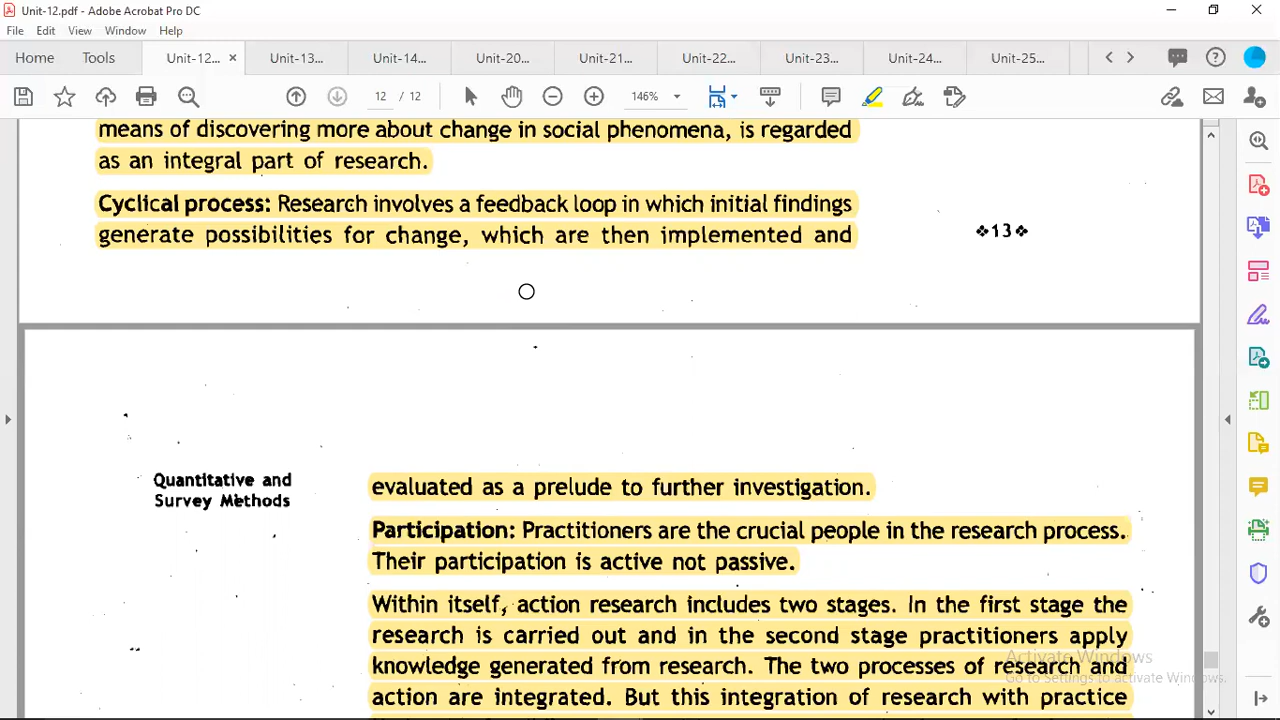 Unit-12.pdf - Adobe Acrobat Pro DC
File Edit View Window Help
Home Tools Unit-12... × Unit-13... Unit-14... Unit-20... Unit-21... Unit-22... Unit-23... Unit-24... Unit-25...
12 / 12 146%
means of discovering more about change in social phenomena, is regarded
as an integral part of research.
Cyclical process: Research involves a feedback loop in which initial findings
generate possibilities for change, which are then implemented and
❖13❖
Quantitative and
Survey Methods
evaluated as a prelude to further investigation.
Participation: Practitioners are the crucial people in the research process.
Their participation is active not passive.
Within itself, action research includes two stages. In the first stage the
research is carried out and in the second stage practitioners apply
knowledge generated from research. The two processes of research and
action are integrated. But this integration of research with practice
Activate Windows
Go to Settings to activate Windows.